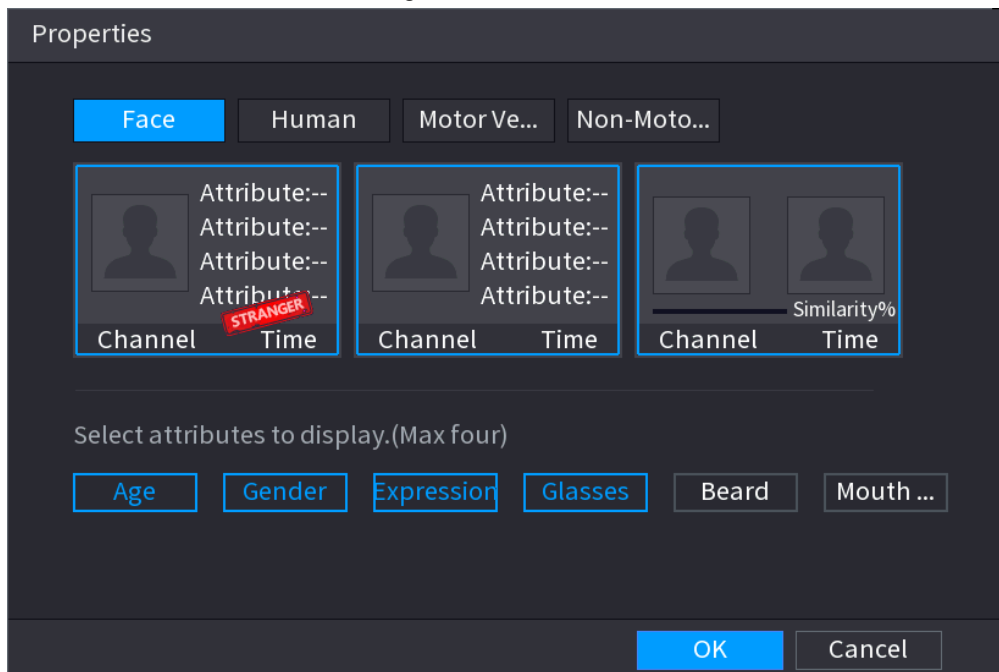 Properties
Face Human Motor Ve... Non-Moto...
Attribute:-- Attribute:--
Attribute:-- Attribute:--
Attribute:-- Attribute:--
Attribute:-- Attribute:--
STRANGER Similarity%
Channel Time Channel Time Channel Time
Select attributes to display.(Max four)
Age Gender Expression Glasses Beard Mouth ...
OK Cancel